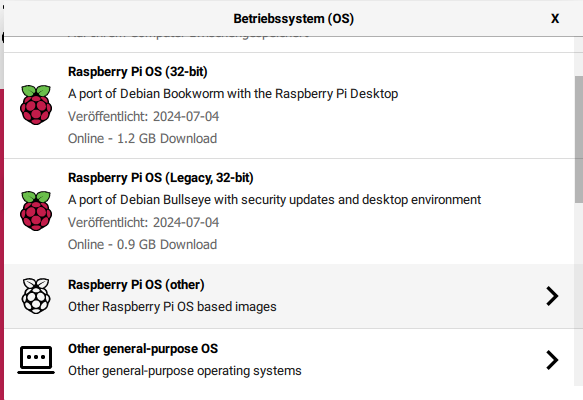 Betriebssystem (OS)
X
Raspberry Pi OS (32-bit)
A port of Debian Bookworm with the Raspberry Pi Desktop
Veröffentlicht: 2024-07-04
Online - 1.2 GB Download
Raspberry Pi OS (Legacy, 32-bit)
A port of Debian Bullseye with security updates and desktop environment
Veröffentlicht: 2024-07-04
Online - 0.9 GB Download
Raspberry Pi OS (other)
Other Raspberry Pi OS based images
Other general-purpose OS
Other general-purpose operating systems